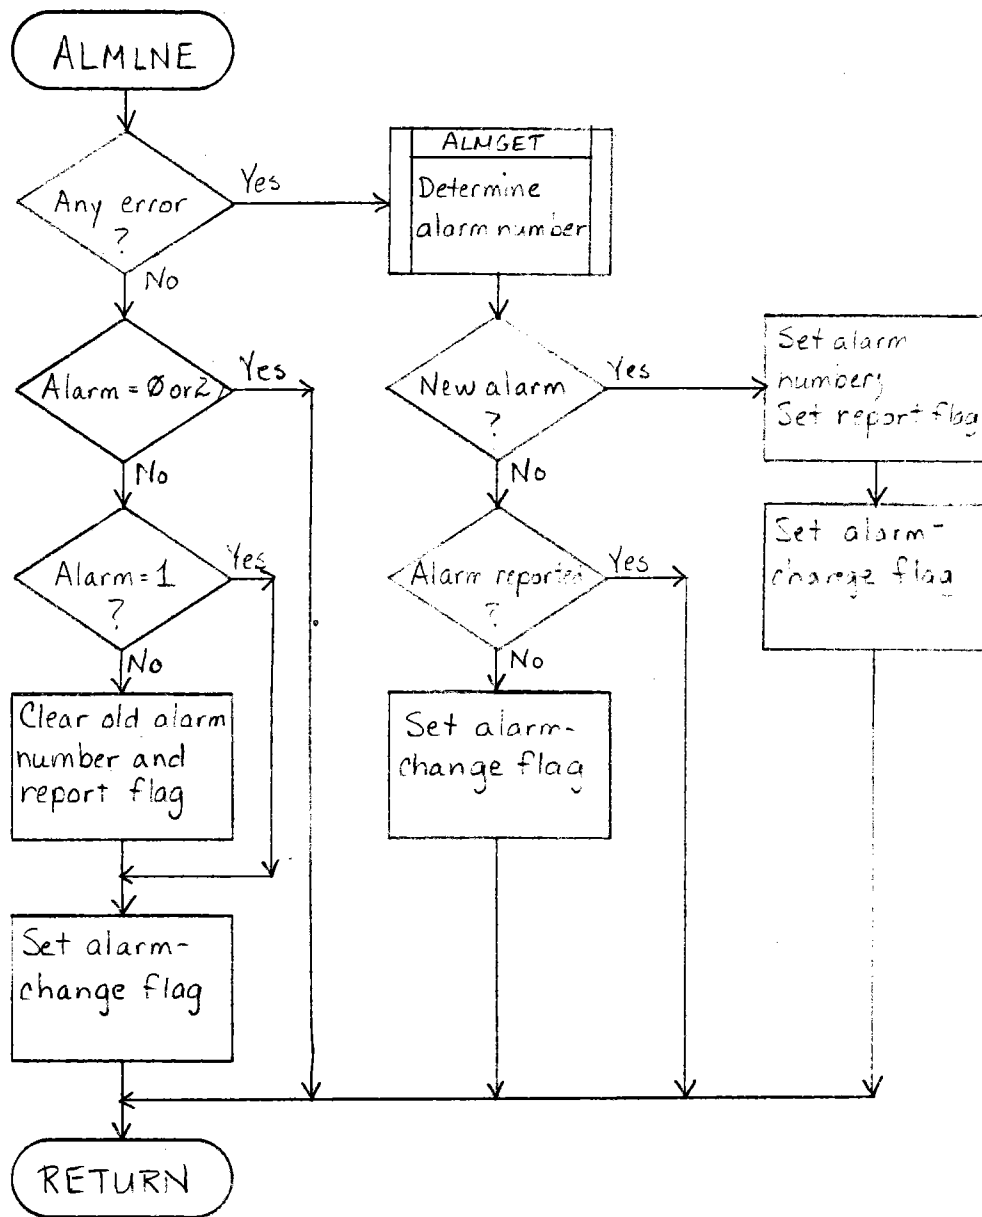 ALMLNE
Any error
?
Yes
No
ALMGET
Determine
alarm number
Alarm = Ø or 2
Yes
No
New alarm
?
Yes
No
Set alarm
number;
Set report flag
Alarm = 1
?
Yes
No
Alarm reported
?
Yes
No
Set alarm-
change flag
Clear old alarm
number and
report flag
Set alarm-
change flag
Set alarm-
change flag
RETURN